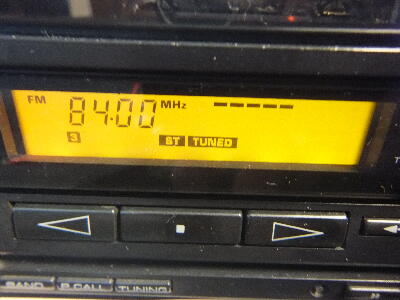 FM 84.00 MHz
3 ST TUNED
BAND P.CALL TUNING